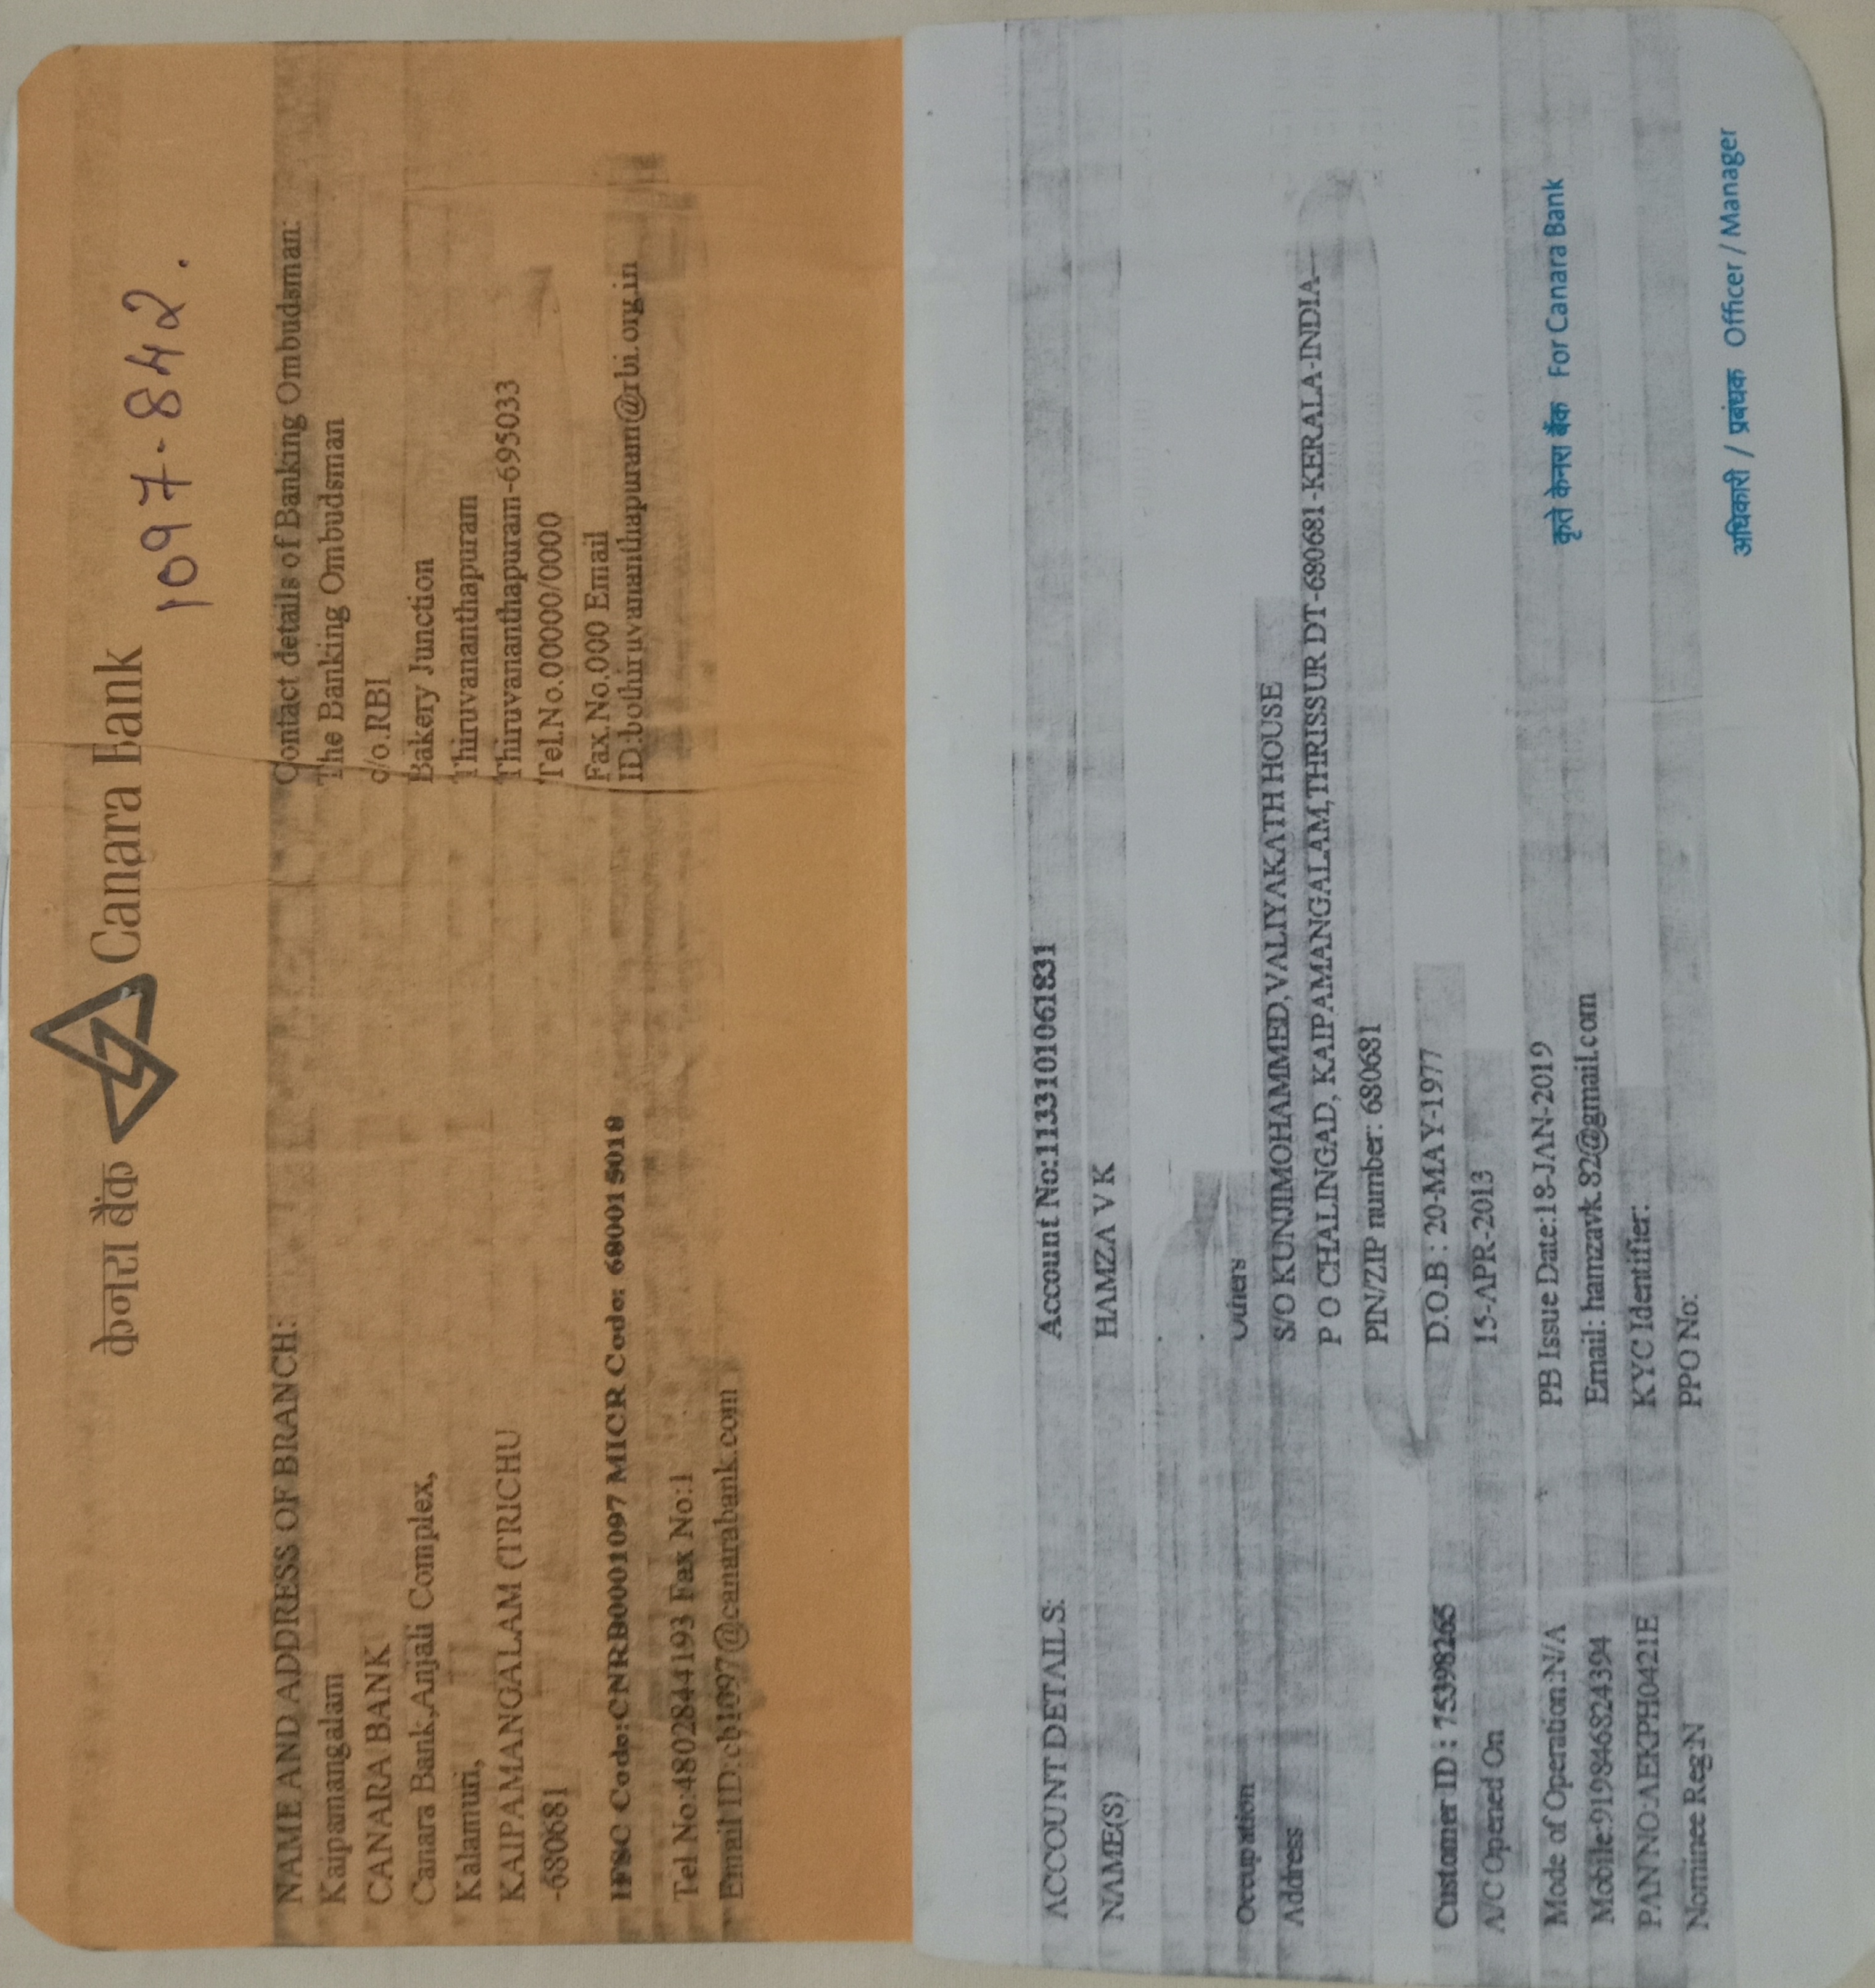 केनरा बैंक Canara Bank
1097-842.
NAME AND ADDRESS OF BRANCH:
Kaipamangalam
CANARA BANK
Canara Bank,Anjali Complex,
Kalamuri,
KAIPAMANGALAM (TRICHU
-680681
IFSC Code:CNRB0001097 MICR Code: 680015018
Tel No:4802844193 Fax No:1
Email ID:cb1097@canarabank.com
Contact details of Banking Ombudsman:
The Banking Ombudsman
c/o.RBI
Bakery Junction
Thiruvananthapuram
Thiruvananthapuram-695033
Tel.No.00000/0000
Fax.No.000 Email
ID:bothiruvananthapuram@rbi.org.in
ACCOUNT DETAILS: Account No:1133101061831
NAME(S) HAMZA V K
Occupation Others
Address S/O KUNJIMOHAMMED,VALIYAKATH HOUSE
P O CHALINGAD, KAIPAMANGALAM,THRISSUR DT-680681-KERALA-INDIA--
PIN/ZIP number: 680681
Customer ID : 75398265 D.O.B : 20-MAY-1977
A/C Opened On 15-APR-2013
Mode of Operation:N/A PB Issue Date:18-JAN-2019
Mobile:919846824394 Email: hamzavk.82@gmail.com
PAN NO:AEKPH0421E KYC Identifier:
Nominee Reg:N PPO No:
कृते केनरा बैंक For Canara Bank
अधिकारी / प्रबंधक Officer / Manager